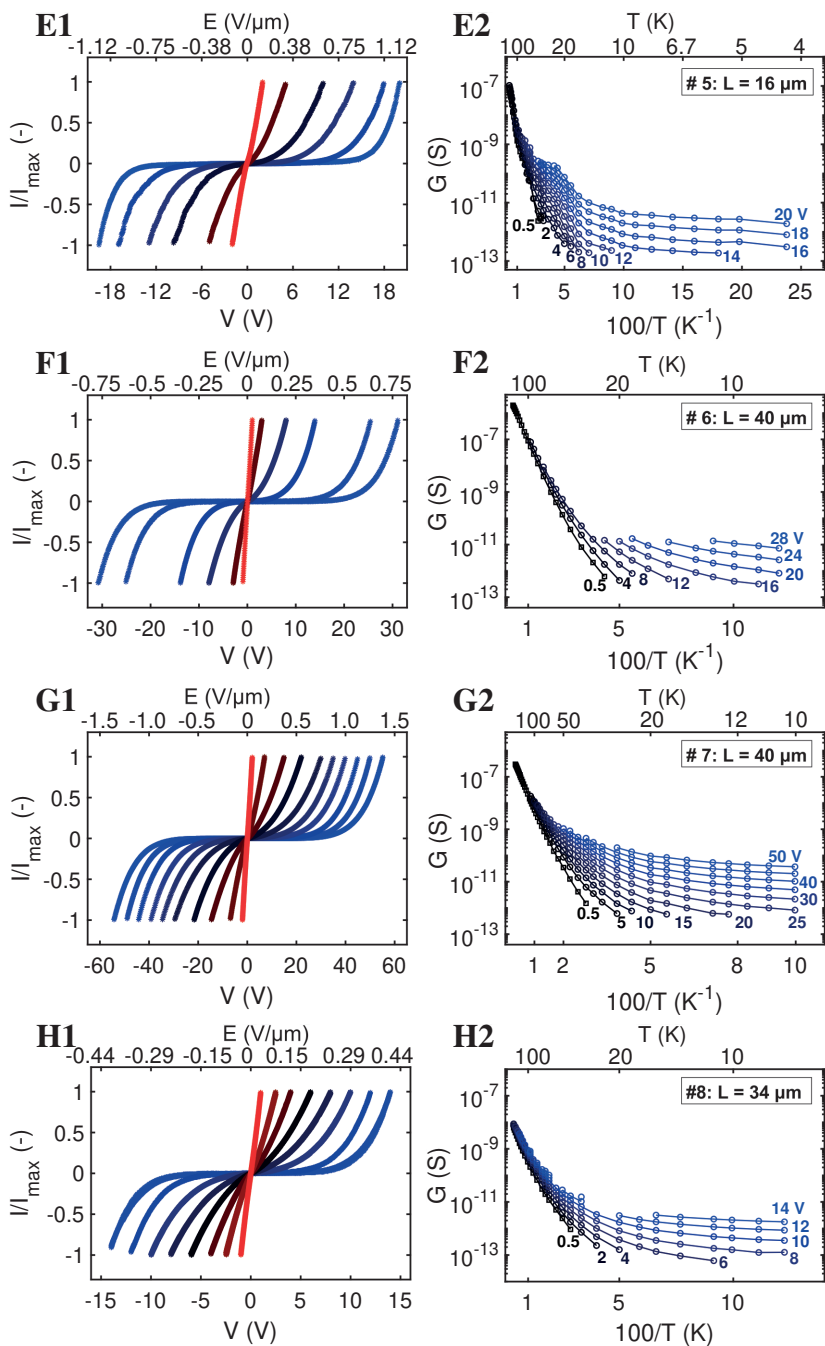 E1
E (V/µm)
-1.12 -0.75 -0.38 0 0.38 0.75 1.12
I/I_max (-)
1
0.5
0
-0.5
-1
-18 -12 -6 0 6 12 18
V (V)
E2
T (K)
100 20 10 6.7 5 4
# 5: L = 16 µm
G (S)
10^-7
10^-9
10^-11
10^-13
20 V
18
16
0.5 2 4 6 8 10 12 14
1 5 10 15 20 25
100/T (K^-1)
F1
E (V/µm)
-0.75 -0.5 -0.25 0 0.25 0.5 0.75
I/I_max (-)
1
0.5
0
-0.5
-1
-30 -20 -10 0 10 20 30
V (V)
F2
T (K)
100 20 10
# 6: L = 40 µm
G (S)
10^-7
10^-9
10^-11
10^-13
28 V
24
20
0.5 4 8 12 16
1 5 10
100/T (K^-1)
G1
E (V/µm)
-1.5 -1.0 -0.5 0 0.5 1.0 1.5
I/I_max (-)
1
0.5
0
-0.5
-1
-60 -40 -20 0 20 40 60
V (V)
G2
T (K)
100 50 20 12 10
# 7: L = 40 µm
G (S)
10^-7
10^-9
10^-11
10^-13
50 V
40
30
0.5 5 10 15 20 25
1 2 5 8 10
100/T (K^-1)
H1
E (V/µm)
-0.44 -0.29 -0.15 0 0.15 0.29 0.44
I/I_max (-)
1
0.5
0
-0.5
-1
-15 -10 -5 0 5 10 15
V (V)
H2
T (K)
100 20 10
#8: L = 34 µm
G (S)
10^-7
10^-9
10^-11
10^-13
14 V
12
10
0.5 2 4 6 8
1 5 10
100/T (K)